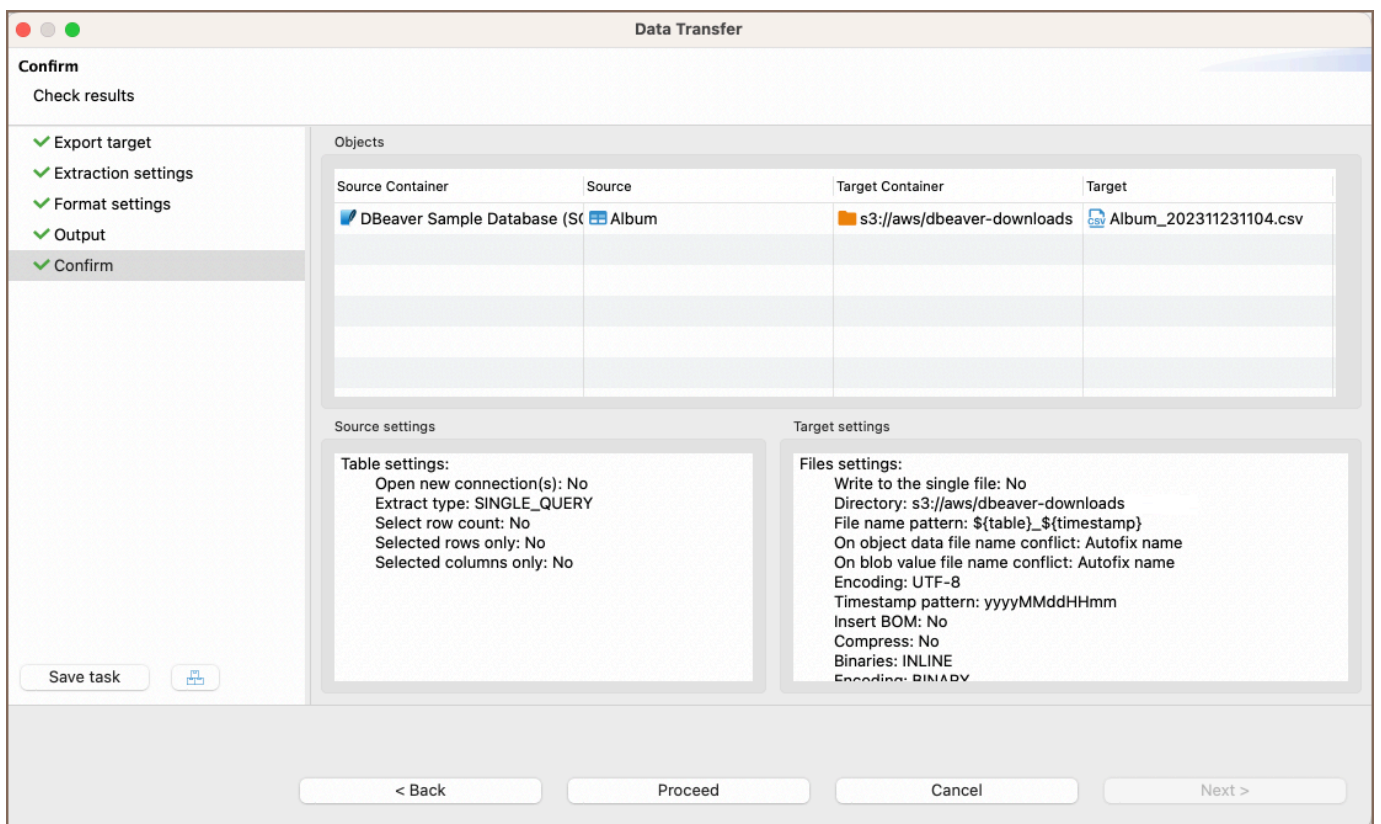 Data Transfer
Confirm
Check results
Export target
Extraction settings
Format settings
Output
Confirm
Objects
Source Container Source Target Container Target
DBeaver Sample Database (SQ Album s3://aws/dbeaver-downloads CSV Album_202311231104.csv
Source settings
Table settings:
Open new connection(s): No
Extract type: SINGLE_QUERY
Select row count: No
Selected rows only: No
Selected columns only: No
Target settings
Files settings:
Write to the single file: No
Directory: s3://aws/dbeaver-downloads
File name pattern: ${table}_${timestamp}
On object data file name conflict: Autofix name
On blob value file name conflict: Autofix name
Encoding: UTF-8
Timestamp pattern: yyyyMMddHHmm
Insert BOM: No
Compress: No
Binaries: INLINE
Encoding: BINARY
Save task
< Back Proceed Cancel Next >